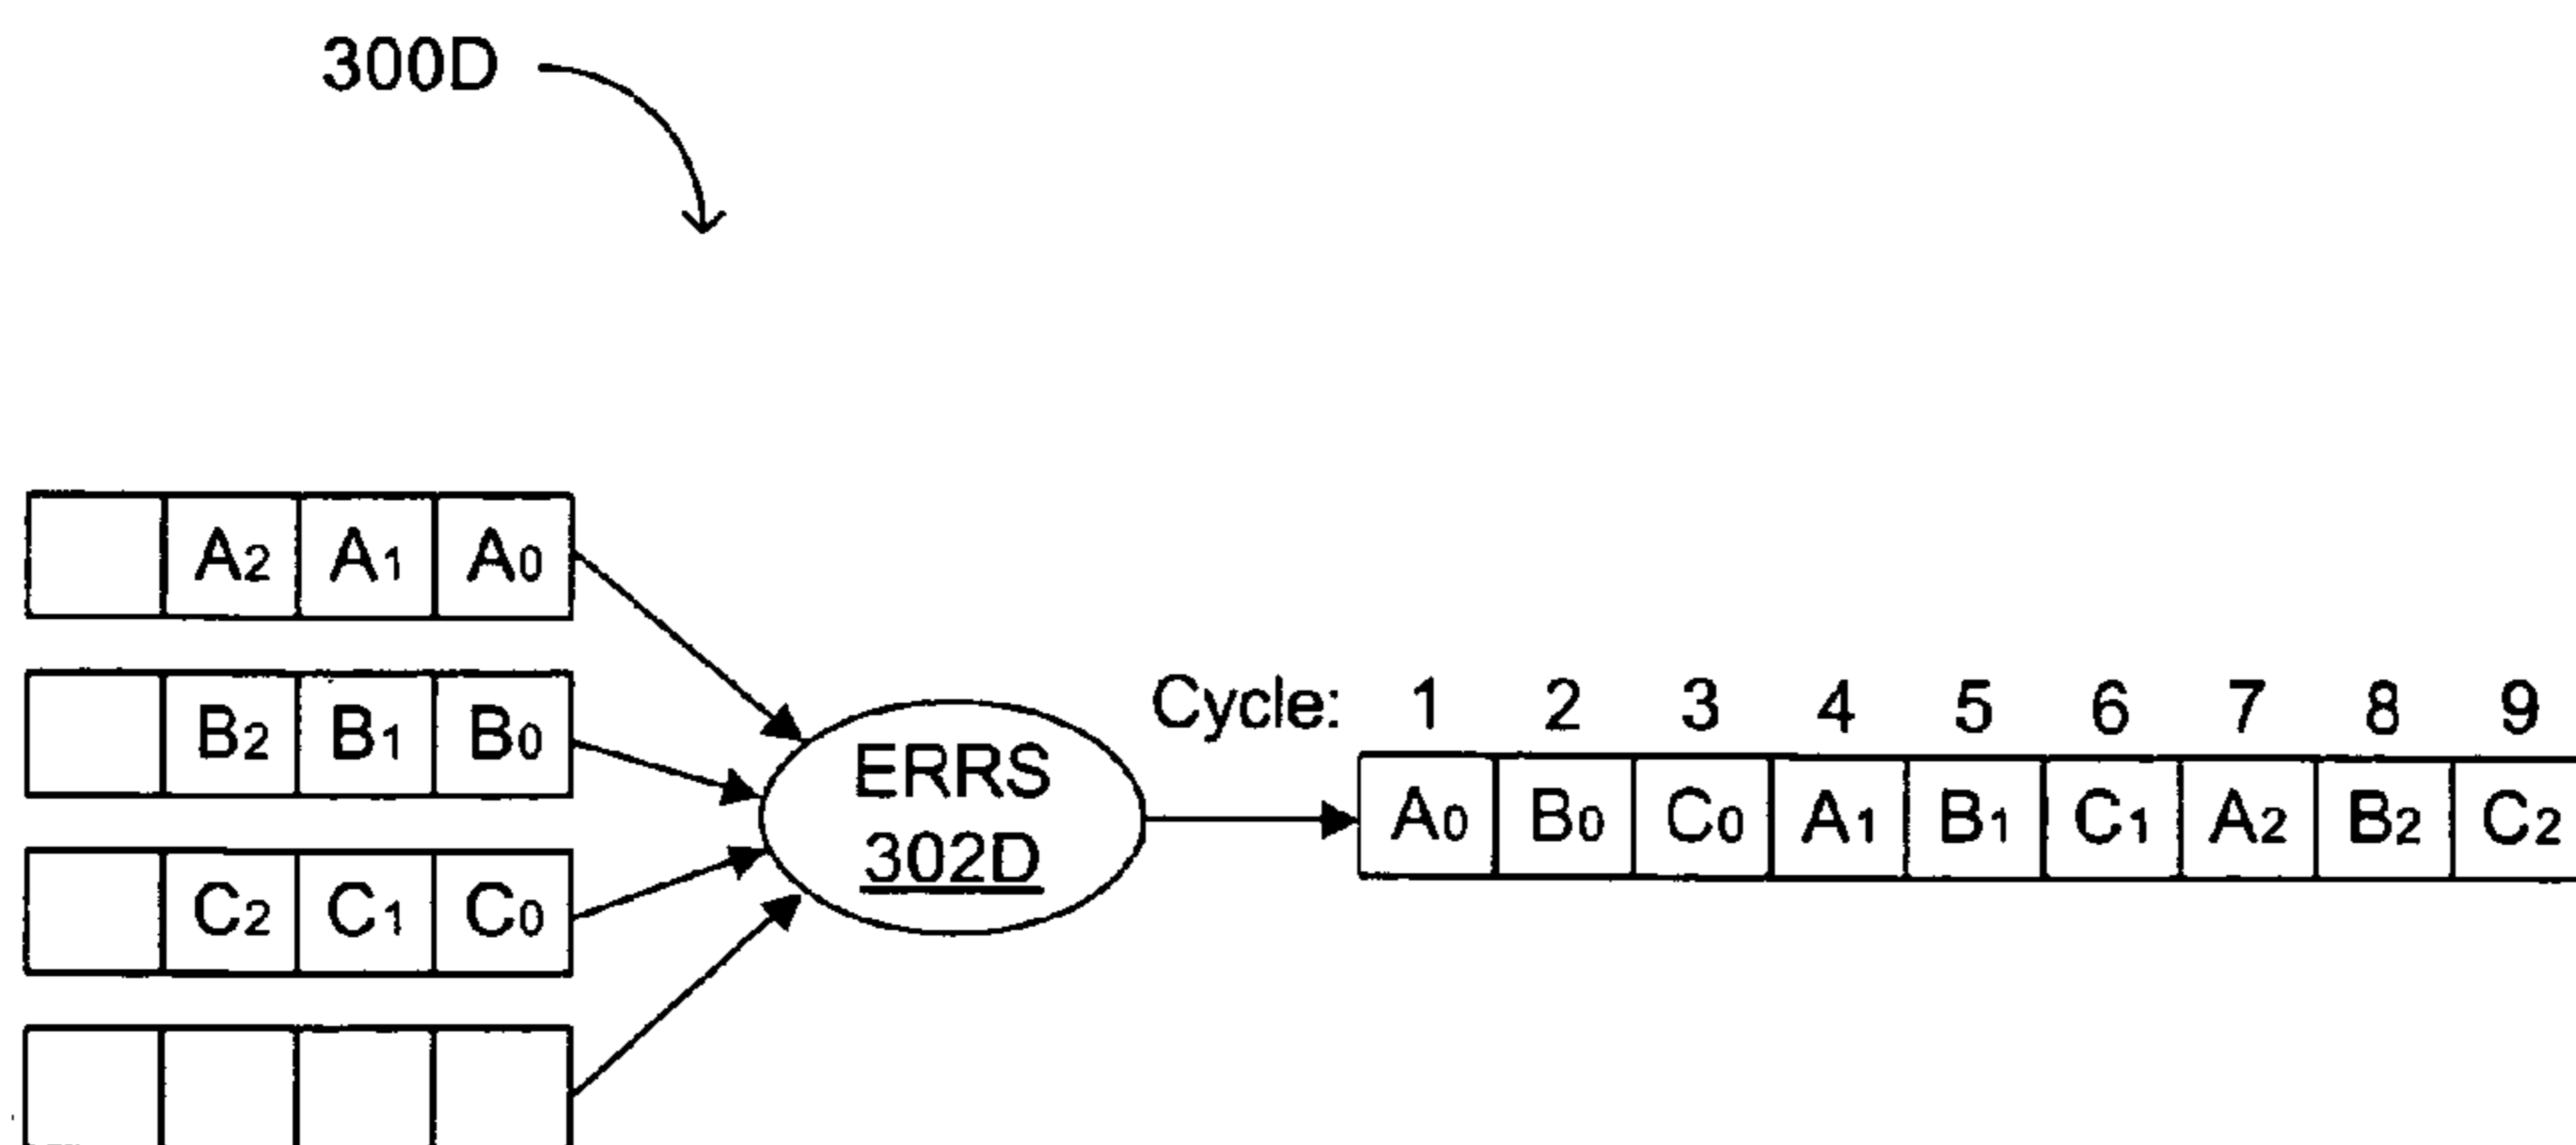 300D
A2 A1 A0
B2 B1 B0
C2 C1 C0
ERRS
302D
Cycle: 1 2 3 4 5 6 7 8 9
A0 B0 C0 A1 B1 C1 A2 B2 C2